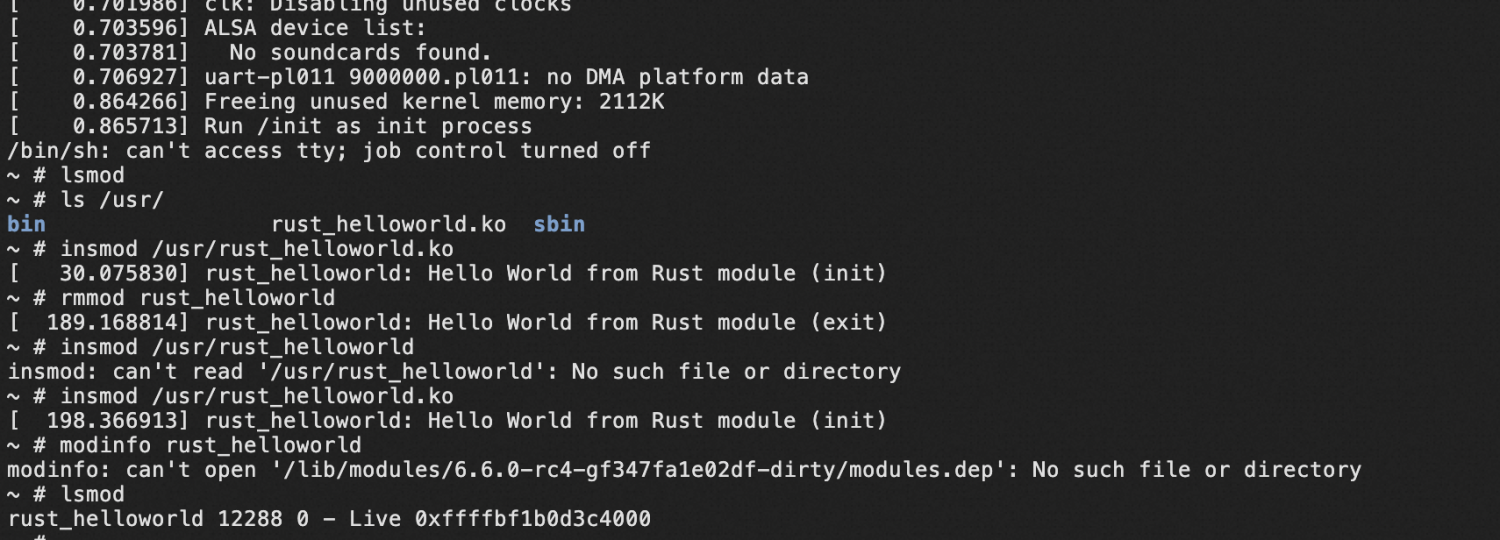 [    0.701986] clk: Disabling unused clocks
[    0.703596] ALSA device list:
[    0.703781]   No soundcards found.
[    0.706927] uart-pl011 9000000.pl011: no DMA platform data
[    0.864266] Freeing unused kernel memory: 2112K
[    0.865713] Run /init as init process
/bin/sh: can't access tty; job control turned off
~ # lsmod
~ # ls /usr/
bin                 rust_helloworld.ko  sbin
~ # insmod /usr/rust_helloworld.ko
[   30.075830] rust_helloworld: Hello World from Rust module (init)
~ # rmmod rust_helloworld
[  189.168814] rust_helloworld: Hello World from Rust module (exit)
~ # insmod /usr/rust_helloworld
insmod: can't read '/usr/rust_helloworld': No such file or directory
~ # insmod /usr/rust_helloworld.ko
[  198.366913] rust_helloworld: Hello World from Rust module (init)
~ # modinfo rust_helloworld
modinfo: can't open '/lib/modules/6.6.0-rc4-gf347fa1e02df-dirty/modules.dep': No such file or directory
~ # lsmod
rust_helloworld 12288 0 - Live 0xffffbf1b0d3c4000
~ #